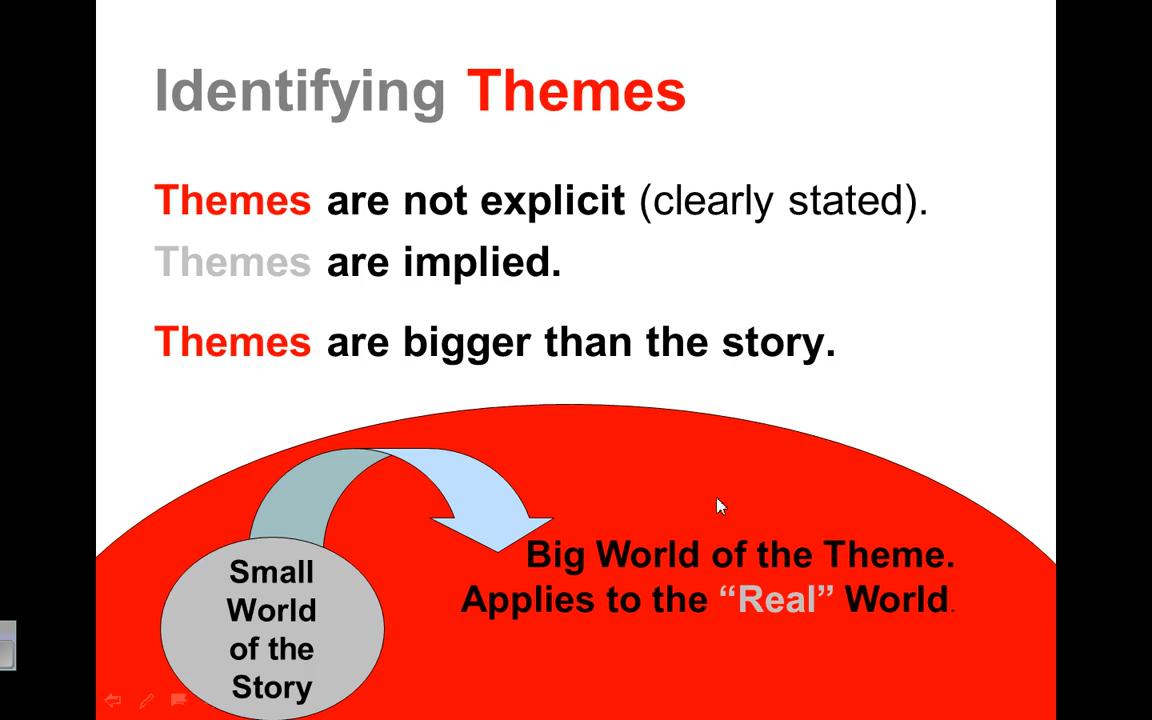 Identifying Themes
Themes are not explicit (clearly stated).
Themes are implied.
Themes are bigger than the story.
Small
World
of the
Story
Big World of the Theme.
Applies to the “Real” World.